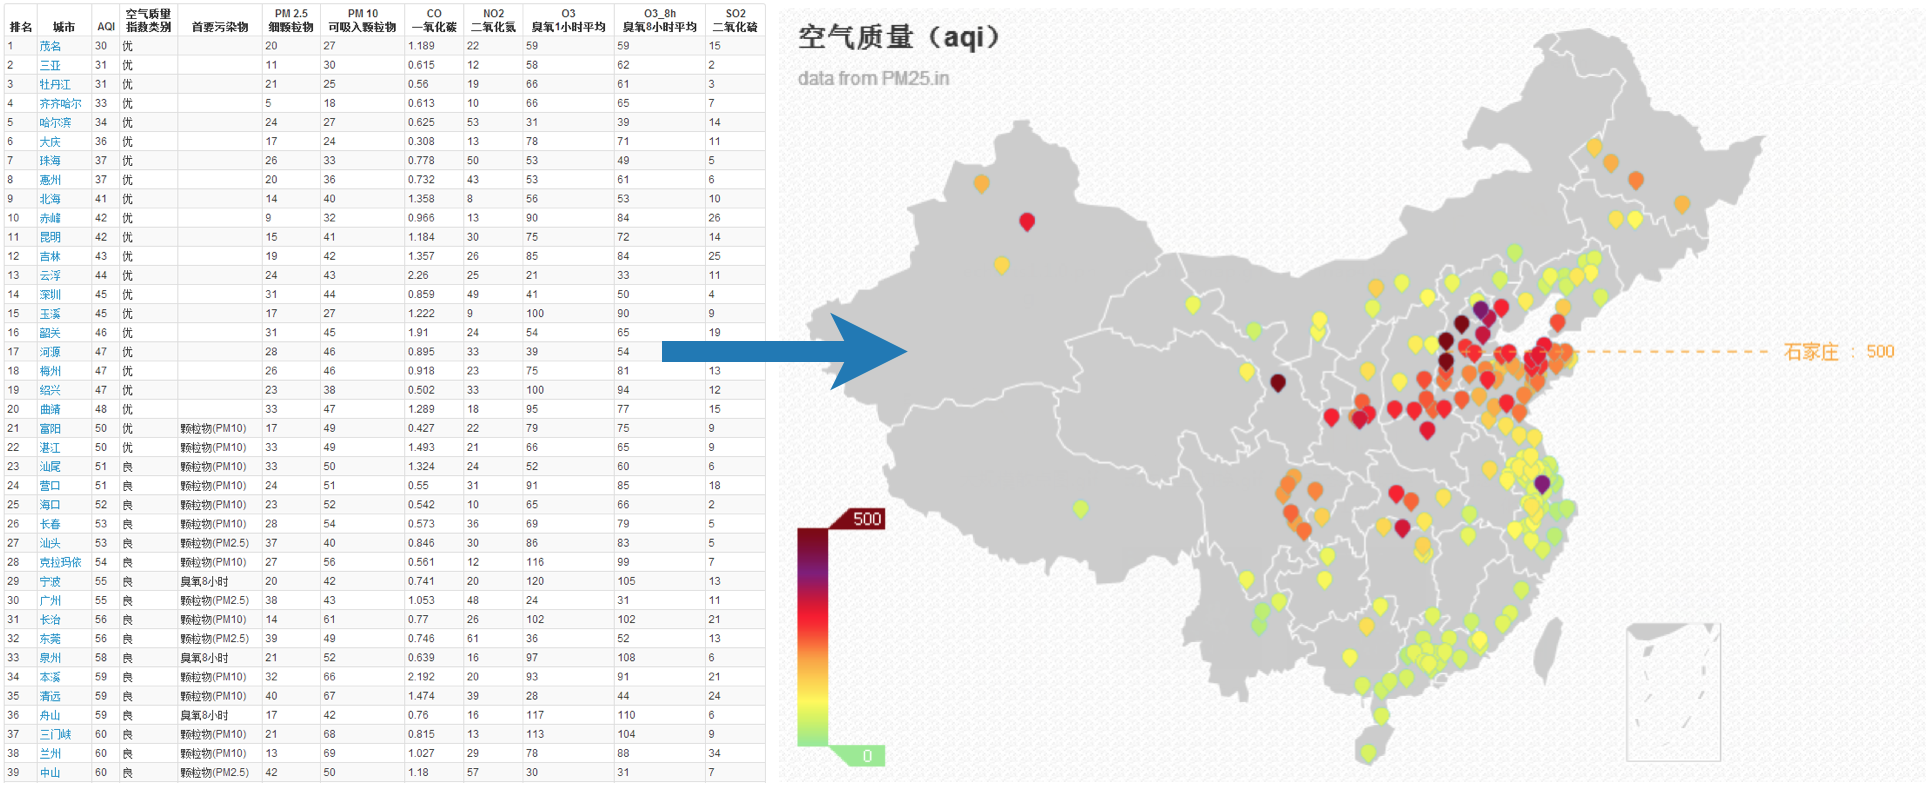 排名 城市 AQI 空气质量指数类别 首要污染物 PM 2.5 细颗粒物 PM 10 可吸入颗粒物 CO 一氧化碳 NO2 二氧化氮 O3 臭氧1小时平均 O3_8h 臭氧8小时平均 SO2 二氧化硫
1 茂名 30 优 20 27 1.189 22 59 59 15
2 三亚 31 优 11 30 0.615 12 58 62 2
3 牡丹江 31 优 21 25 0.56 19 66 61 3
4 齐齐哈尔 33 优 5 18 0.613 10 66 65 7
5 哈尔滨 34 优 24 27 0.625 53 31 39 14
6 大庆 36 优 17 24 0.308 13 78 71 11
7 珠海 37 优 26 33 0.778 50 53 49 5
8 惠州 37 优 20 36 0.732 43 53 61 6
9 北海 41 优 14 40 1.358 8 56 53 10
10 赤峰 42 优 9 32 0.966 13 90 84 26
11 昆明 42 优 15 41 1.184 30 75 72 14
12 吉林 43 优 19 42 1.357 26 85 84 25
13 云浮 44 优 24 43 2.26 25 21 33 11
14 深圳 45 优 31 44 0.859 49 41 50 4
15 玉溪 45 优 17 27 1.222 9 100 90 9
16 韶关 46 优 31 45 1.91 24 54 65 19
17 河源 47 优 28 46 0.895 33 39 54
18 梅州 47 优 26 46 0.918 23 75 81 13
19 绍兴 47 优 23 38 0.502 33 100 94 12
20 曲靖 48 优 33 47 1.289 18 95 77 15
21 富阳 50 优 颗粒物(PM10) 17 49 0.427 22 79 75 9
22 湛江 50 优 颗粒物(PM10) 33 49 1.493 21 66 65 9
23 汕尾 51 良 颗粒物(PM10) 33 50 1.324 24 52 60 6
24 营口 51 良 颗粒物(PM10) 24 51 0.55 31 91 85 18
25 海口 52 良 颗粒物(PM10) 23 52 0.542 10 65 66 2
26 长春 53 良 颗粒物(PM10) 28 54 0.573 36 69 79 5
27 汕头 53 良 颗粒物(PM2.5) 37 40 0.846 30 86 83 5
28 克拉玛依 54 良 颗粒物(PM10) 27 56 0.561 12 116 99 7
29 宁波 55 良 臭氧8小时 20 42 0.741 20 120 105 13
30 广州 55 良 颗粒物(PM2.5) 38 43 1.053 48 24 31 11
31 长治 56 良 颗粒物(PM10) 14 61 0.77 26 102 102 21
32 东莞 56 良 颗粒物(PM2.5) 39 49 0.746 61 36 52 13
33 泉州 58 良 臭氧8小时 21 52 0.639 16 97 108 6
34 本溪 59 良 颗粒物(PM10) 32 66 2.192 20 93 91 21
35 清远 59 良 颗粒物(PM10) 40 67 1.474 39 28 44 24
36 舟山 59 良 臭氧8小时 17 42 0.76 16 117 110 6
37 三门峡 60 良 颗粒物(PM10) 21 68 0.815 13 113 104 9
38 兰州 60 良 颗粒物(PM10) 13 69 1.027 29 78 88 34
39 中山 60 良 颗粒物(PM2.5) 42 50 1.18 57 30 31 7
空气质量（aqi）
data from PM25.in
石家庄 : 500
500
0